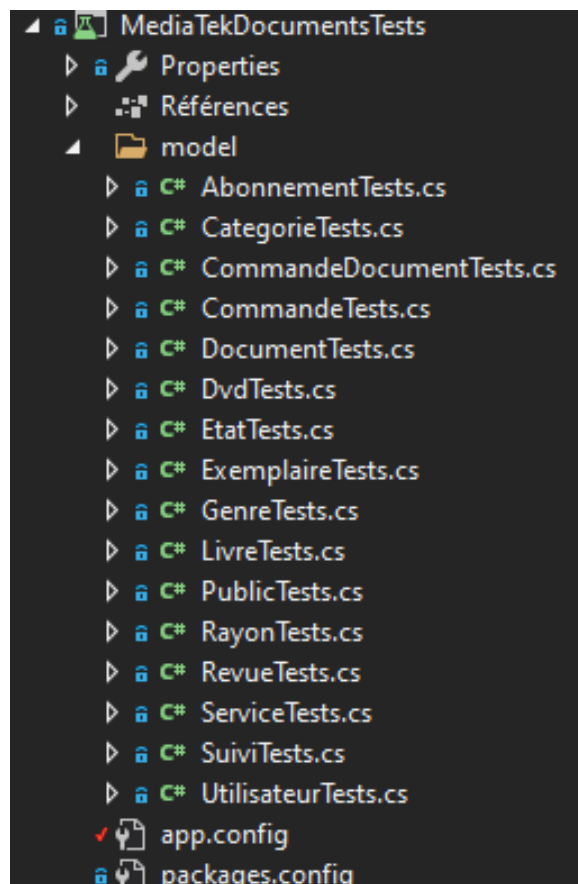 MediaTekDocumentsTests
Properties
Références
model
C# AbonnementTests.cs
C# CategorieTests.cs
C# CommandeDocumentTests.cs
C# CommandeTests.cs
C# DocumentTests.cs
C# DvdTests.cs
C# EtatTests.cs
C# ExemplaireTests.cs
C# GenreTests.cs
C# LivreTests.cs
C# PublicTests.cs
C# RayonTests.cs
C# RevueTests.cs
C# ServiceTests.cs
C# SuiviTests.cs
C# UtilisateurTests.cs
app.config
packages.config